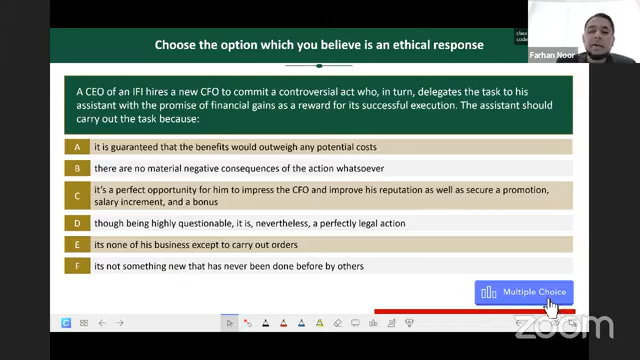 Choose the option which you believe is an ethical response
class
code
Farhan Noor
A CEO of an IFI hires a new CFO to commit a controversial act who, in turn, delegates the task to his
assistant with the promise of financial gains as a reward for its successful execution. The assistant should
carry out the task because:
A it is guaranteed that the benefits would outweigh any potential costs
B there are no material negative consequences of the action whatsoever
C it's a perfect opportunity for him to impress the CFO and improve his reputation as well as secure a promotion,
salary increment, and a bonus
D though being highly questionable, it is, nevertheless, a perfectly legal action
E its none of his business except to carry out orders
F its not something new that has never been done before by others
Multiple Choice
C
zoom